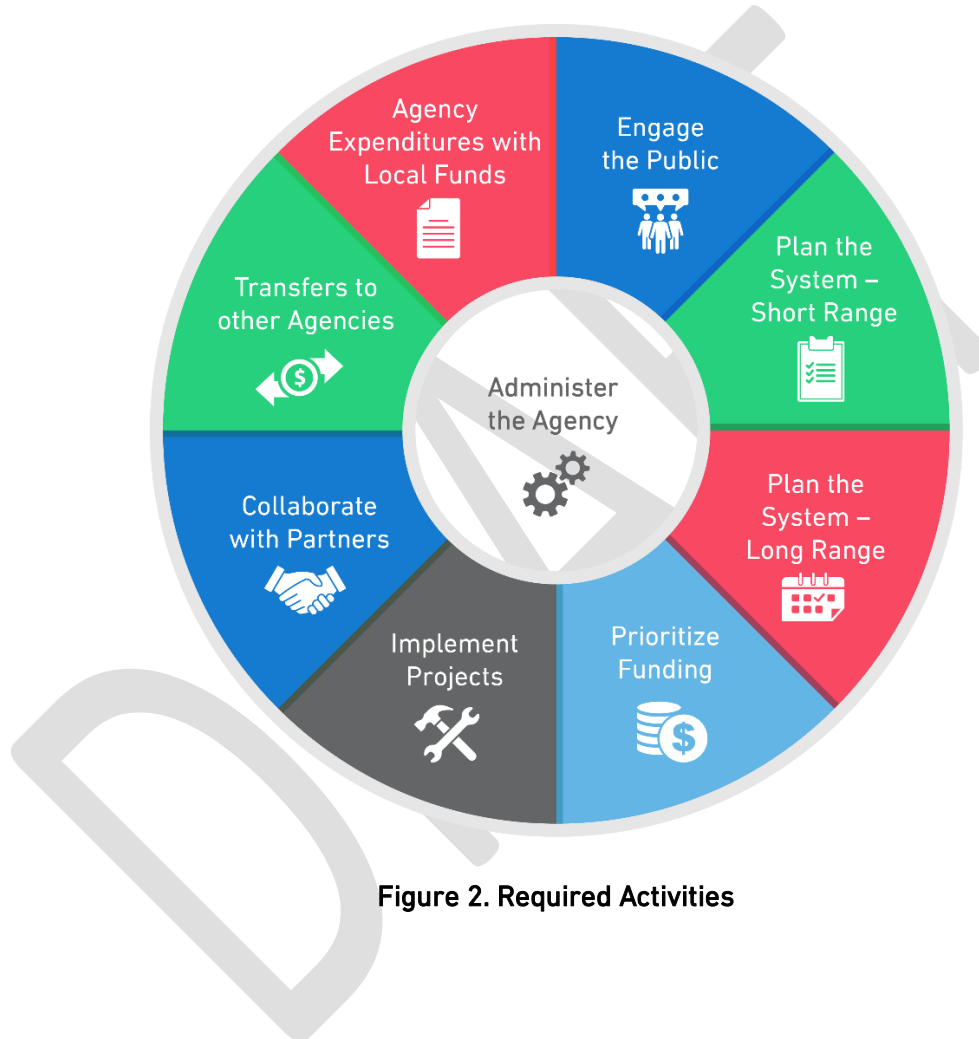 Agency
Expenditures with
Local Funds
Engage
the Public
Plan the
System –
Short Range
Transfers to
other Agencies
$
Administer
the Agency
Plan the
System –
Long Range
Collaborate
with Partners
Implement
Projects
Prioritize
Funding
$
Figure 2. Required Activities